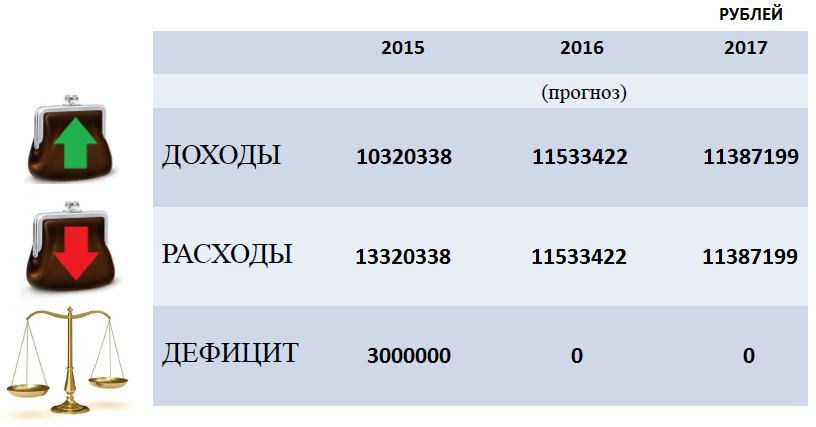 РУБЛЕЙ
2015 2016 2017
(прогноз)
ДОХОДЫ 10320338 11533422 11387199
РАСХОДЫ 13320338 11533422 11387199
ДЕФИЦИТ 3000000 0 0